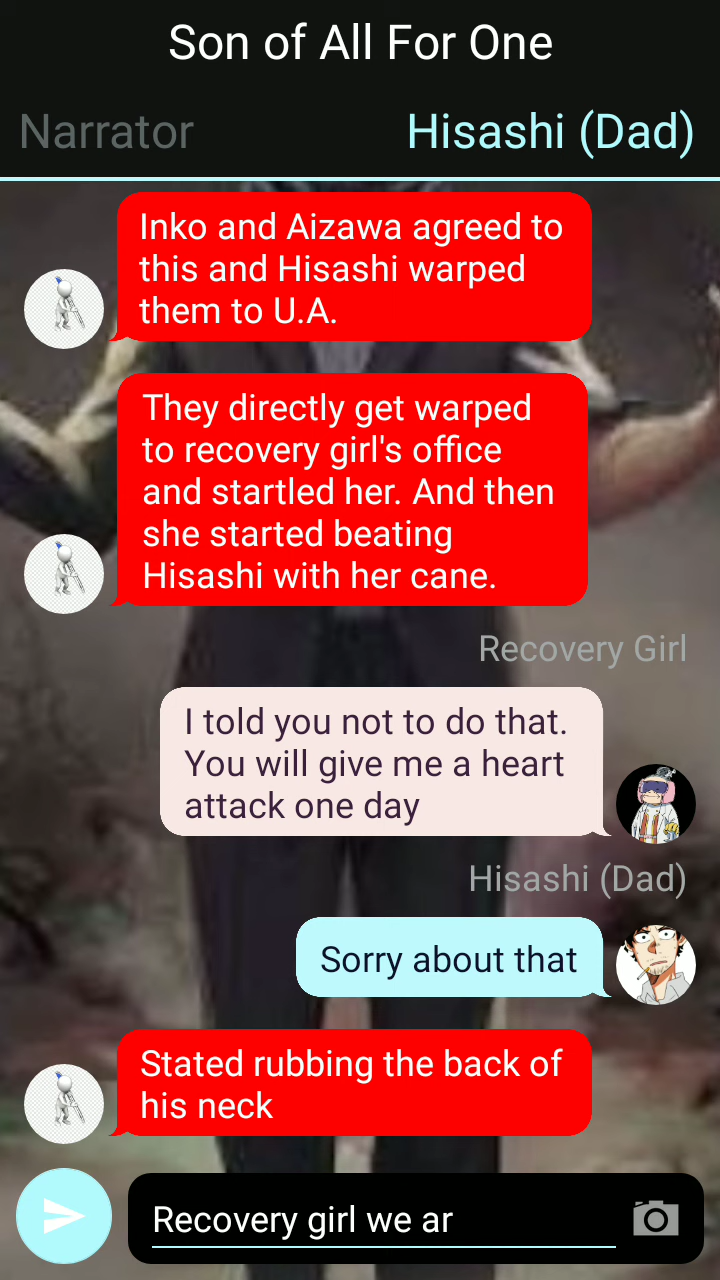 Son of All For One
Narrator
Hisashi (Dad)
Inko and Aizawa agreed to
this and Hisashi warped
them to U.A.
They directly get warped
to recovery girl's office
and startled her. And then
she started beating
Hisashi with her cane.
Recovery Girl
I told you not to do that.
You will give me a heart
attack one day
Hisashi (Dad)
Sorry about that
Stated rubbing the back of
his neck
Recovery girl we ar